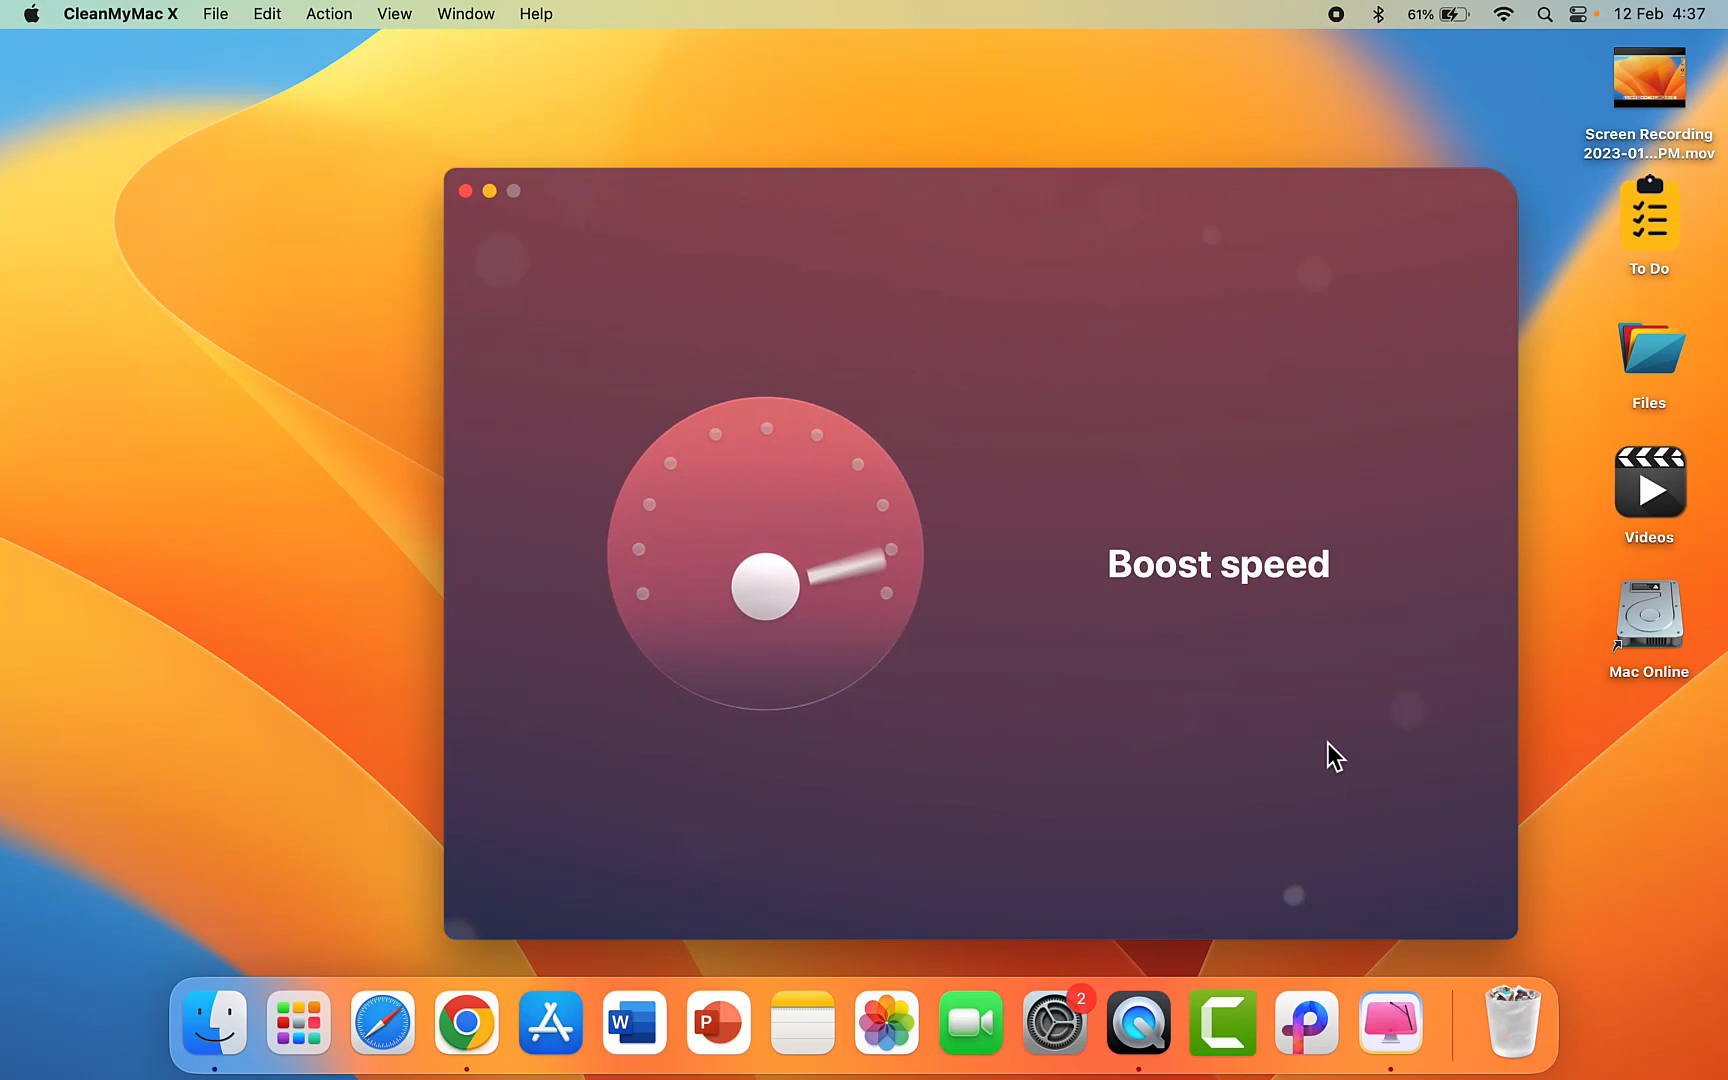 CleanMyMac X File Edit Action View Window Help 61% 12 Feb 4:37
Screen Recording
2023-01...PM.mov
To Do
Files
Boost speed
Videos
Mac Online
2
W
P